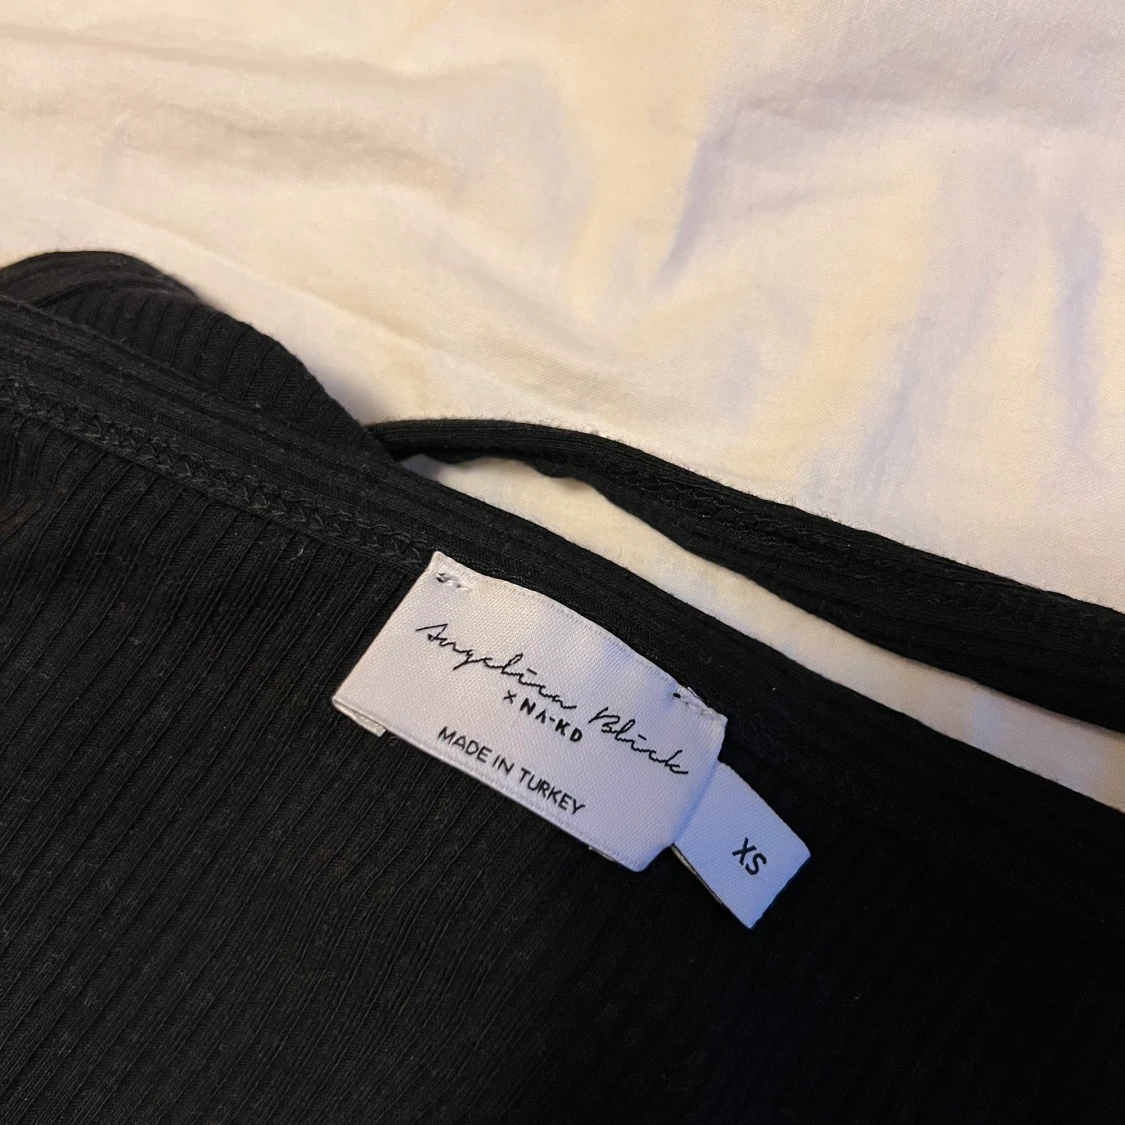 Angelica Blick
x NA-KD
MADE IN TURKEY
XS